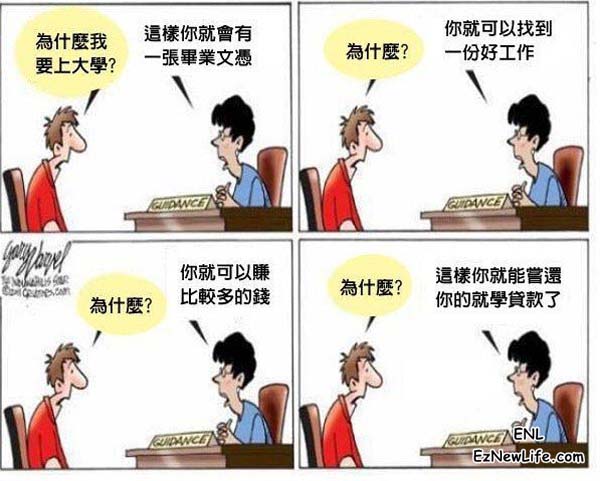 為什麼我
要上大學?
這樣你就會有
一張畢業文憑
GUIDANCE
為什麼?
你就可以找到
一份好工作
GUIDANCE
為什麼?
你就可以賺
比較多的錢
GUIDANCE
為什麼?
這樣你就能嘗還
你的就學貸款了
GUIDANCE
ENL
EzNewLife.com